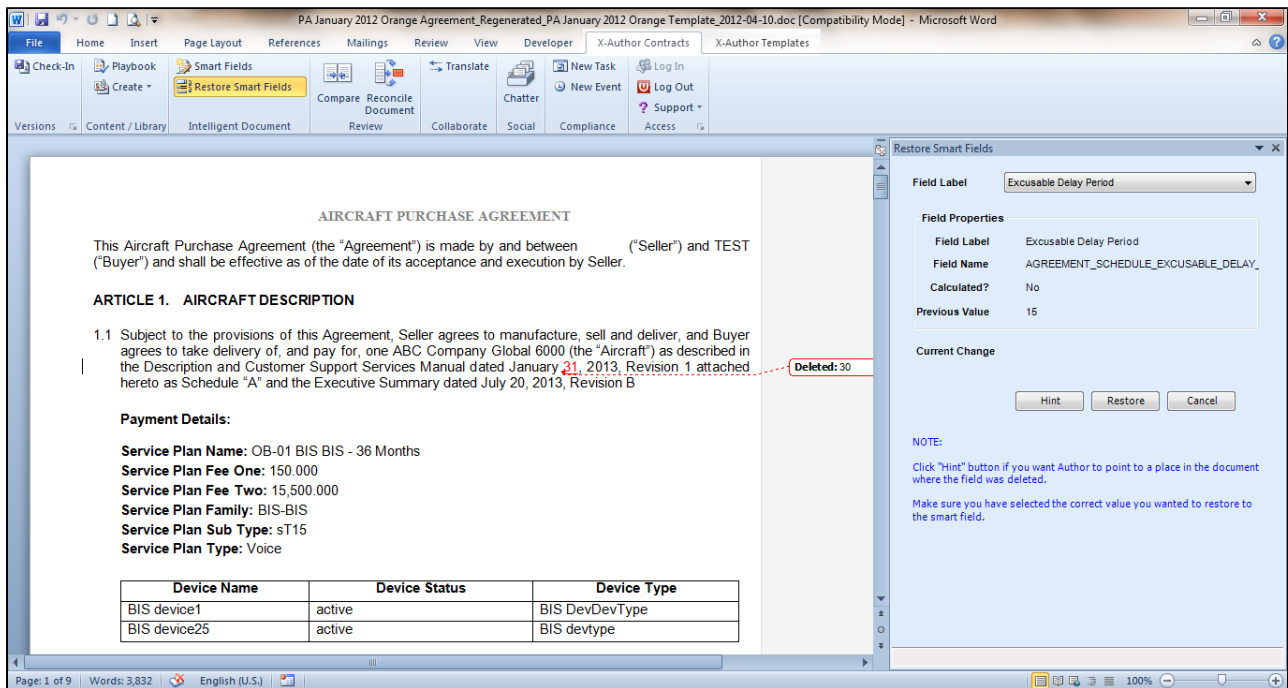 PA January 2012 Orange Agreement_Regenerated_PA January 2012 Orange Template_2012-04-10.doc [Compatibility Mode] - Microsoft Word
File Home Insert Page Layout References Mailings Review View Developer X-Author Contracts X-Author Templates
Check-In
Versions
Playbook
Create
Content / Library
Smart Fields
Restore Smart Fields
Intelligent Document
Compare
Reconcile Document
Review
Translate
Collaborate
Chatter
Social
New Task
New Event
Compliance
Log In
Log Out
Support
Access
AIRCRAFT PURCHASE AGREEMENT
This Aircraft Purchase Agreement (the “Agreement”) is made by and between (“Seller”) and TEST
(“Buyer”) and shall be effective as of the date of its acceptance and execution by Seller.
ARTICLE 1. AIRCRAFT DESCRIPTION
1.1 Subject to the provisions of this Agreement, Seller agrees to manufacture, sell and deliver, and Buyer
agrees to take delivery of, and pay for, one ABC Company Global 6000 (the “Aircraft”) as described in
the Description and Customer Support Services Manual dated January 31, 2013, Revision 1 attached
hereto as Schedule “A” and the Executive Summary dated July 20, 2013, Revision B
Deleted: 30
Payment Details:
Service Plan Name: OB-01 BIS BIS - 36 Months
Service Plan Fee One: 150.000
Service Plan Fee Two: 15,500.000
Service Plan Family: BIS-BIS
Service Plan Sub Type: sT15
Service Plan Type: Voice
Device Name Device Status Device Type
BIS device1 active BIS DevDevType
BIS device25 active BIS devtype
Restore Smart Fields
Field Label Excusable Delay Period
Field Properties
Field Label Excusable Delay Period
Field Name AGREEMENT_SCHEDULE_EXCUSABLE_DELAY_
Calculated? No
Previous Value 15
Current Change
Hint Restore Cancel
NOTE:
Click "Hint" button if you want Author to point to a place in the document
where the field was deleted.
Make sure you have selected the correct value you wanted to restore to
the smart field.
Page: 1 of 9 Words: 3,832 English (U.S.) 100%